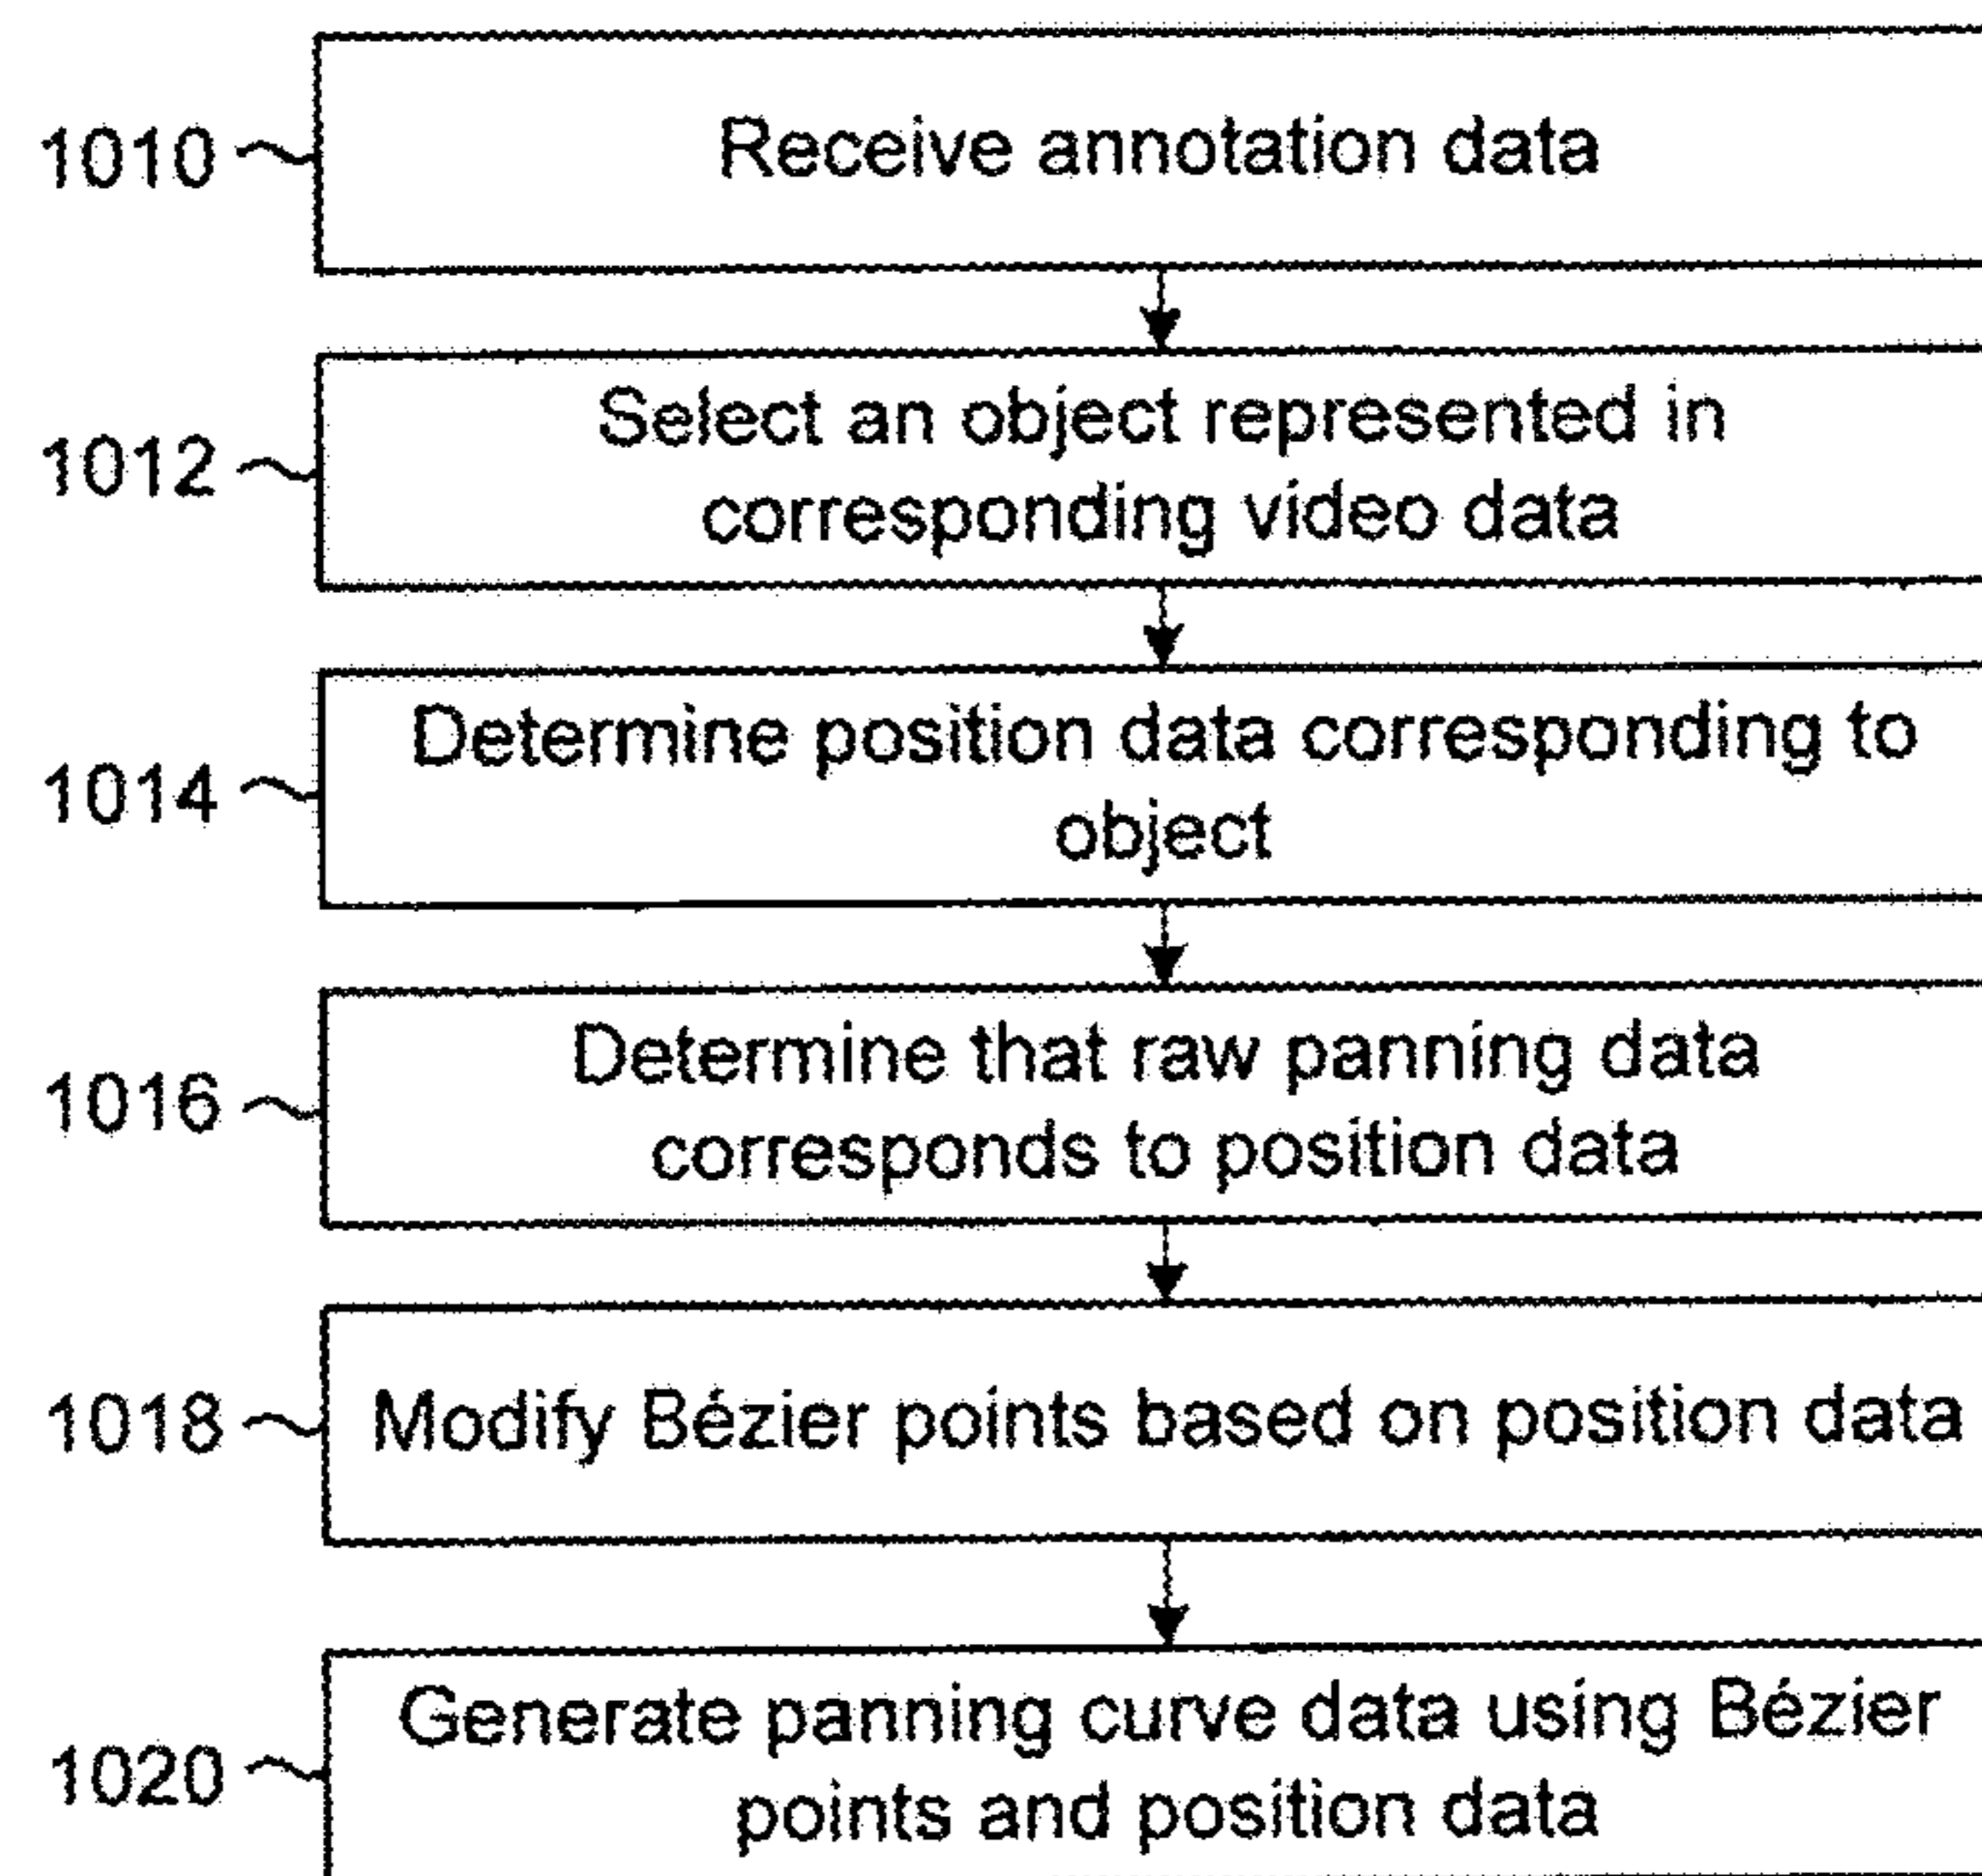 1010
Receive annotation data
1012
Select an object represented in
corresponding video data
1014
Determine position data corresponding to
object
1016
Determine that raw panning data
corresponds to position data
1018
Modify Bézier points based on position data
1020
Generate panning curve data using Bézier
points and position data